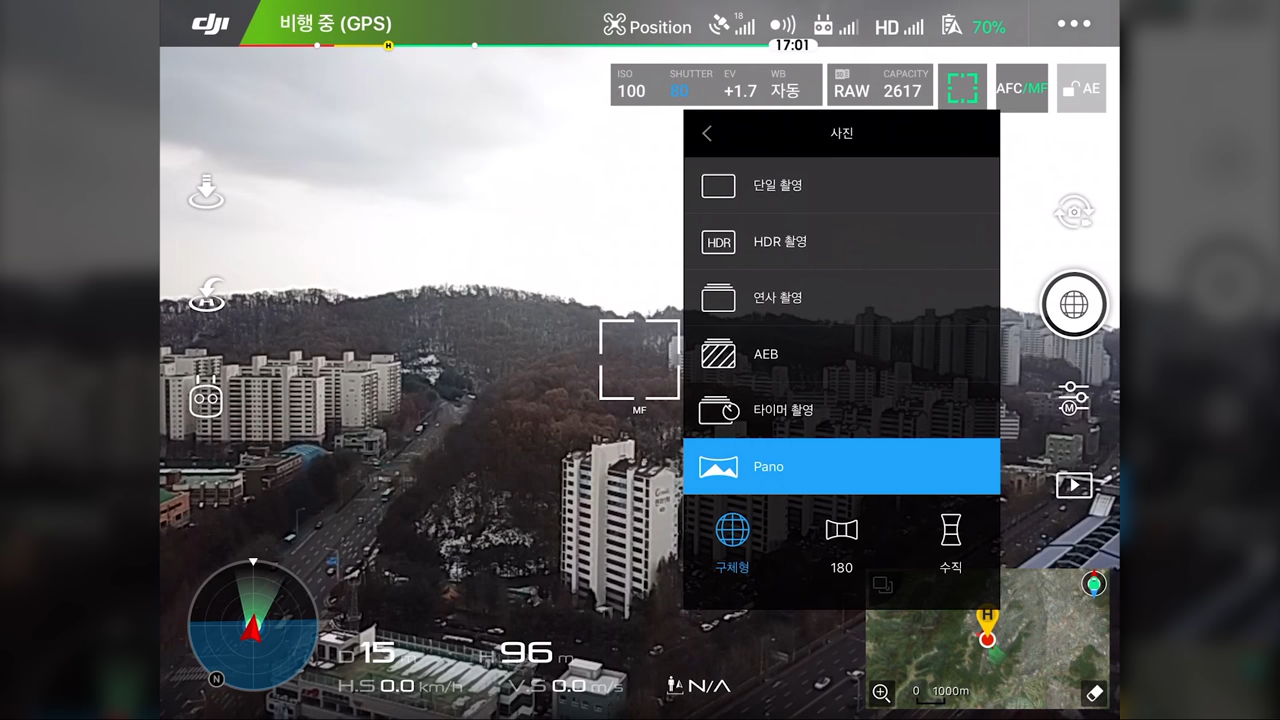 dji 비행 중 (GPS) Position 18 HD 70%
17:01
H
ISO SHUTTER EV WB CAPACITY
100 80 +1.7 자동 RAW 2617 AFC/MF AE
사진
단일 촬영
HDR HDR 촬영
연사 촬영
AEB
타이머 촬영
Pano
구체형 180 수직
MF
M
H
N
D 15 m H 96 m
H.S 0.0 km/h V.S 0.0 m/s N/A
0 1000m